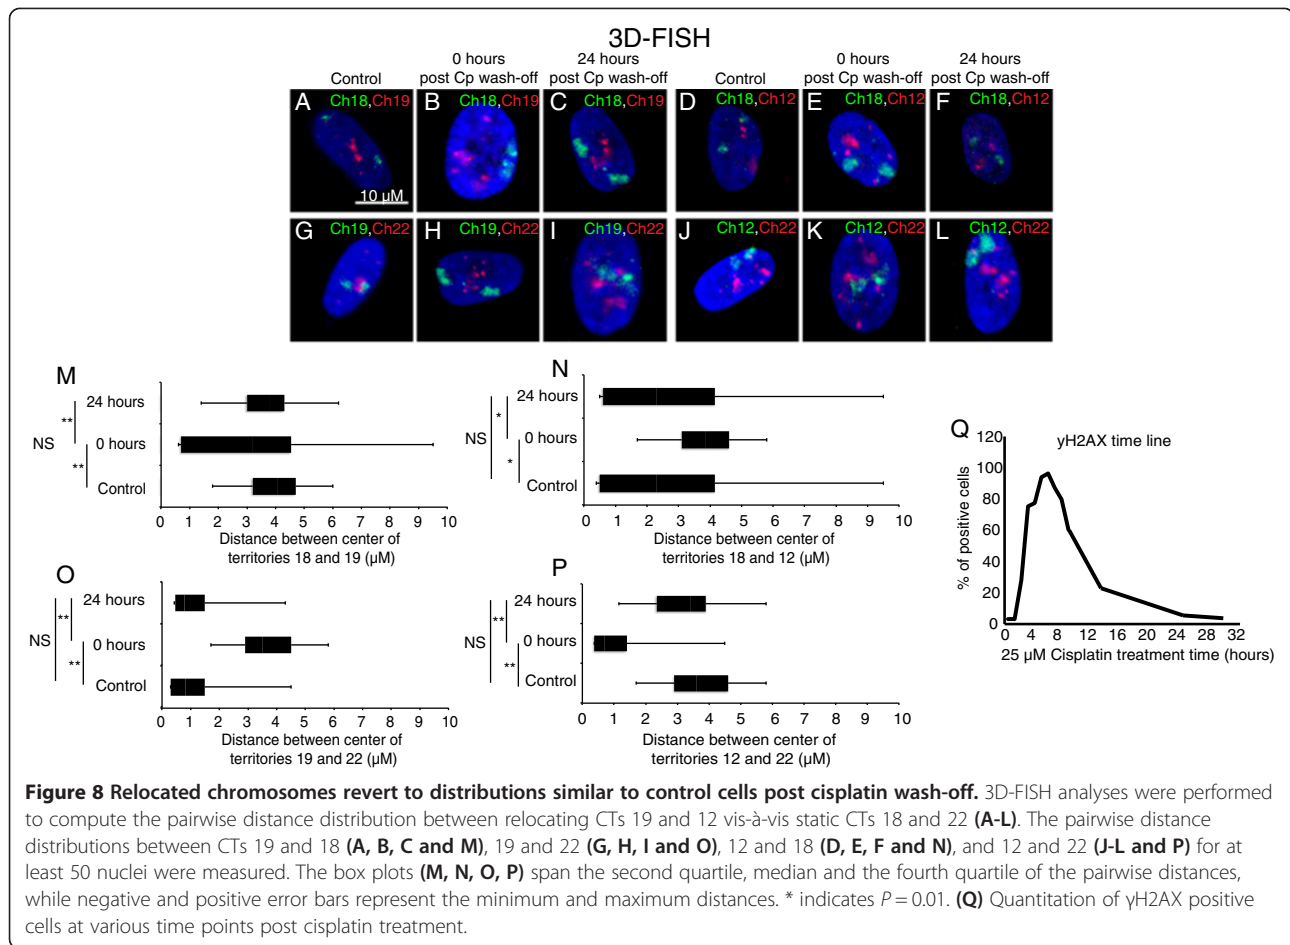 3D-FISH
Control
0 hours
post Cp wash-off
24 hours
post Cp wash-off
Control
0 hours
post Cp wash-off
24 hours
post Cp wash-off
A Ch18,Ch19
B Ch18,Ch19
C Ch18,Ch19
D Ch18,Ch12
E Ch18,Ch12
F Ch18,Ch12
10 µM
G Ch19,Ch22
H Ch19,Ch22
I Ch19,Ch22
J Ch12,Ch22
K Ch12,Ch22
L Ch12,Ch22
M
24 hours
**
NS
0 hours
**
Control
0 1 2 3 4 5 6 7 8 9 10
Distance between center of
territories 18 and 19 (µM)
N
24 hours
*
NS
0 hours
*
Control
0 1 2 3 4 5 6 7 8 9 10
Distance between center of
territories 18 and 12 (µM)
O
24 hours
**
NS
0 hours
**
Control
0 1 2 3 4 5 6 7 8 9 10
Distance between center of
territories 19 and 22 (µM)
P
24 hours
**
NS
0 hours
**
Control
0 1 2 3 4 5 6 7 8 9 10
Distance between center of
territories 12 and 22 (µM)
Q
yH2AX time line
% of positive cells
120
100
80
60
40
20
0
0 4 8 12 16 20 24 28 32
25 µM Cisplatin treatment time (hours)
Figure 8 Relocated chromosomes revert to distributions similar to control cells post cisplatin wash-off. 3D-FISH analyses were performed
to compute the pairwise distance distribution between relocating CTs 19 and 12 vis-à-vis static CTs 18 and 22 (A-L). The pairwise distance
distributions between CTs 19 and 18 (A, B, C and M), 19 and 22 (G, H, I and O), 12 and 18 (D, E, F and N), and 12 and 22 (J-L and P) for at
least 50 nuclei were measured. The box plots (M, N, O, P) span the second quartile, median and the fourth quartile of the pairwise distances,
while negative and positive error bars represent the minimum and maximum distances. * indicates P = 0.01. (Q) Quantitation of γH2AX positive
cells at various time points post cisplatin treatment.